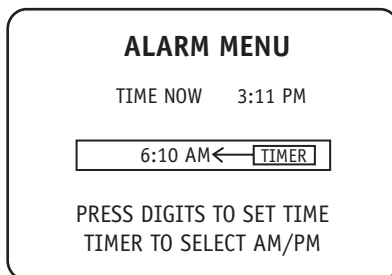 ALARM MENU
TIME NOW 3:11 PM
6:10 AM TIMER
PRESS DIGITS TO SET TIME
TIMER TO SELECT AM/PM